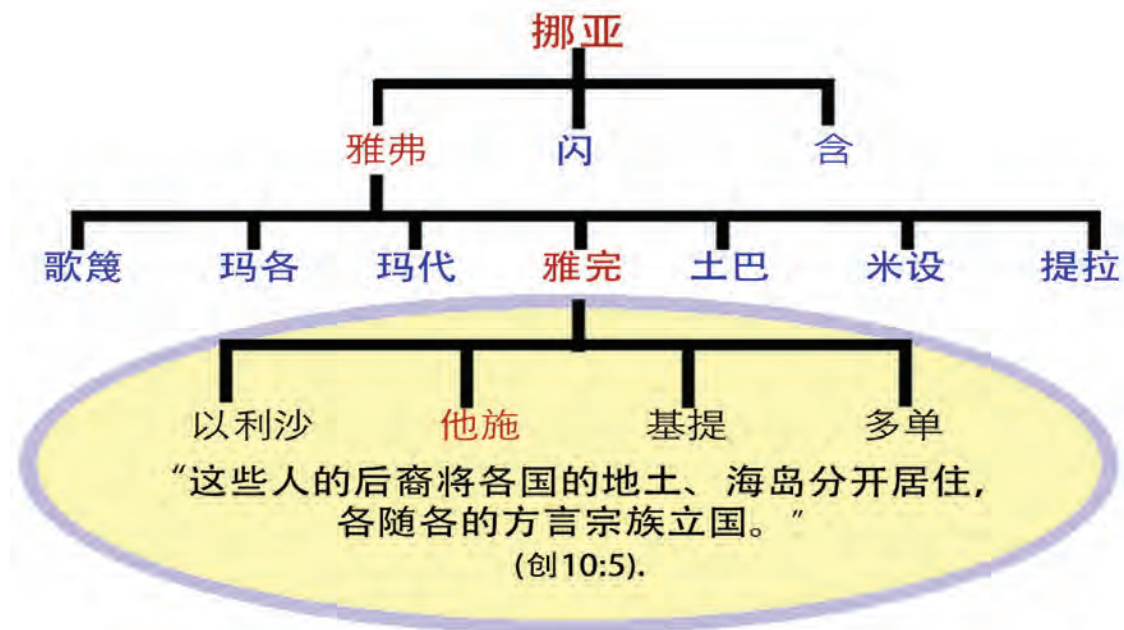 挪亚
雅弗 闪 含
歌篾 玛各 玛代 雅完 土巴 米设 提拉
以利沙 他施 基提 多单
“这些人的后裔将各国的地土、海岛分开居住，
各随各的方言宗族立国。”
(创10:5).